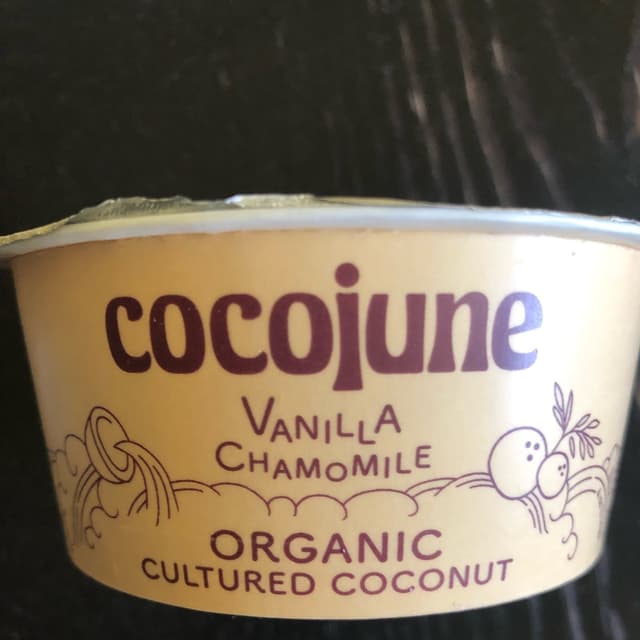 cocojune
VANILLA
CHAMOMILE
ORGANIC
CULTURED COCONUT